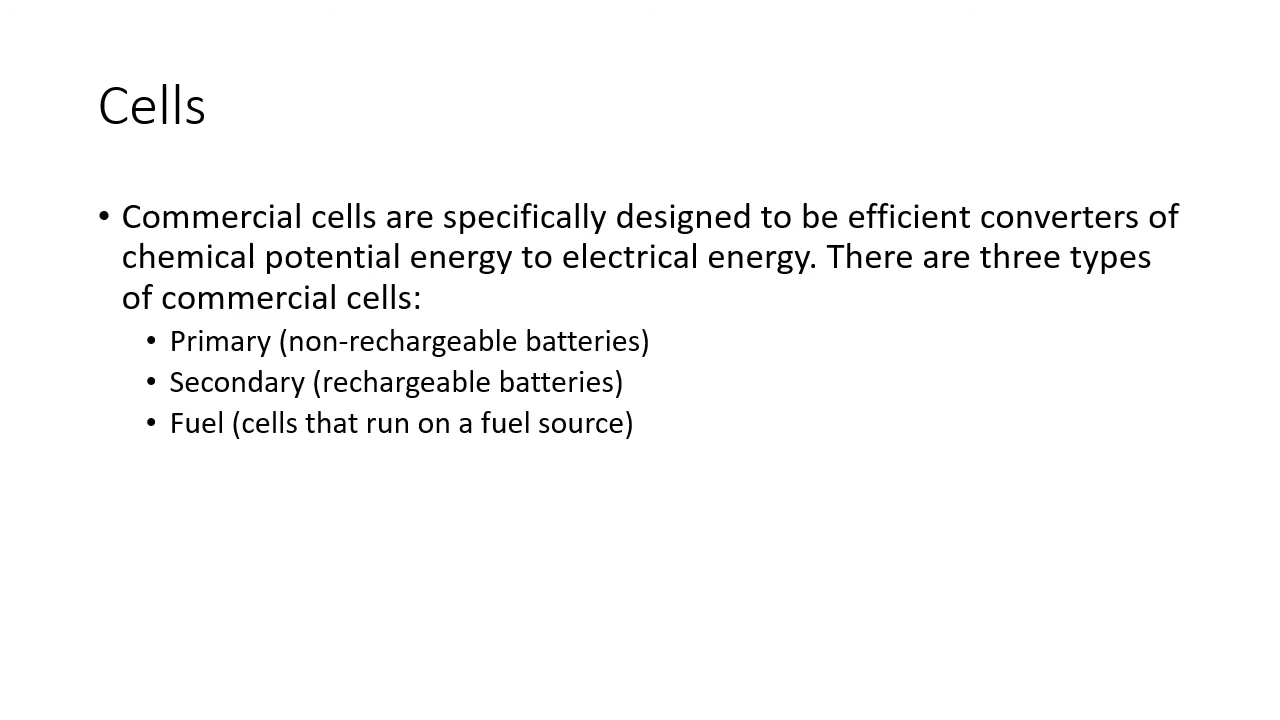 Cells
• Commercial cells are specifically designed to be efficient converters of
chemical potential energy to electrical energy. There are three types
of commercial cells:
• Primary (non-rechargeable batteries)
• Secondary (rechargeable batteries)
• Fuel (cells that run on a fuel source)